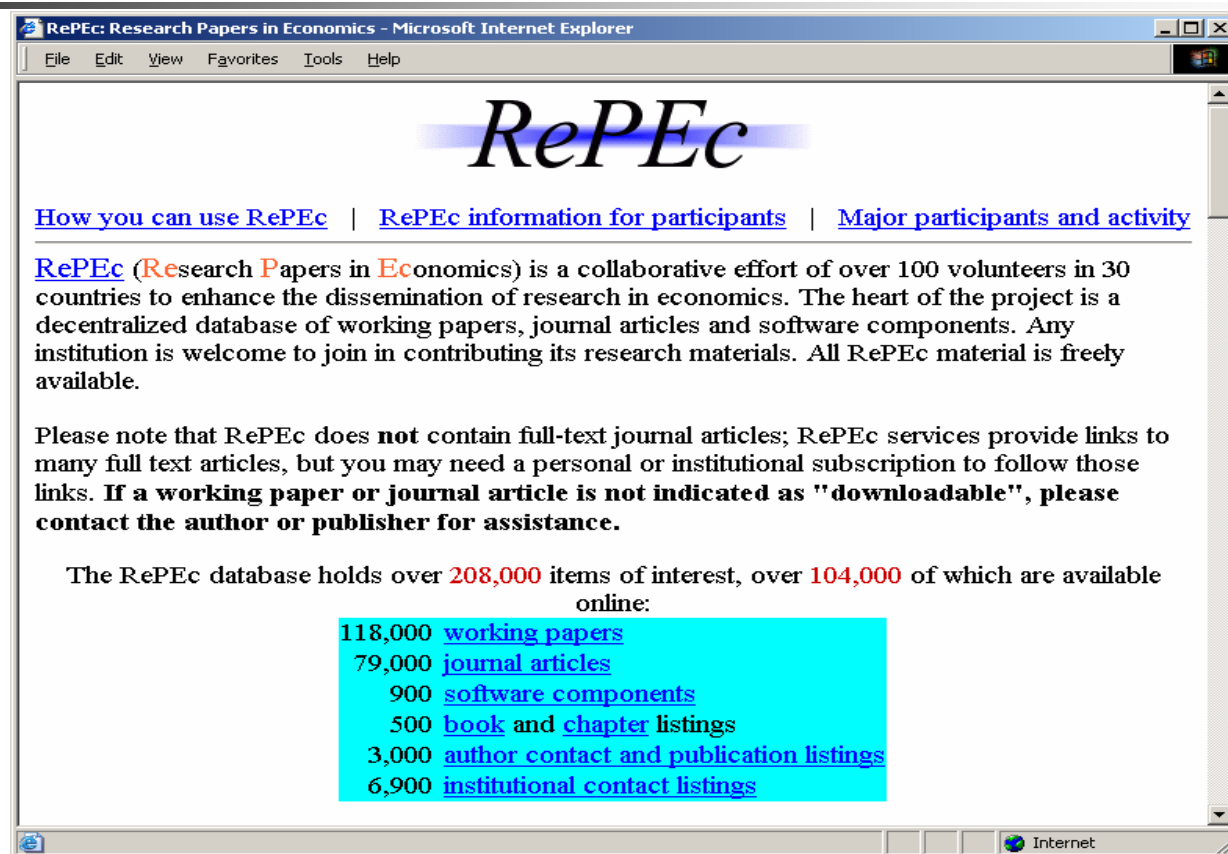 RePEc: Research Papers in Economics - Microsoft Internet Explorer
File Edit View Favorites Tools Help
RePEc
How you can use RePEc | RePEc information for participants | Major participants and activity
RePEc (Research Papers in Economics) is a collaborative effort of over 100 volunteers in 30
countries to enhance the dissemination of research in economics. The heart of the project is a
decentralized database of working papers, journal articles and software components. Any
institution is welcome to join in contributing its research materials. All RePEc material is freely
available.
Please note that RePEc does not contain full-text journal articles; RePEc services provide links to
many full text articles, but you may need a personal or institutional subscription to follow those
links. If a working paper or journal article is not indicated as "downloadable", please
contact the author or publisher for assistance.
The RePEc database holds over 208,000 items of interest, over 104,000 of which are available
online:
118,000 working papers
79,000 journal articles
900 software components
500 book and chapter listings
3,000 author contact and publication listings
6,900 institutional contact listings
Internet